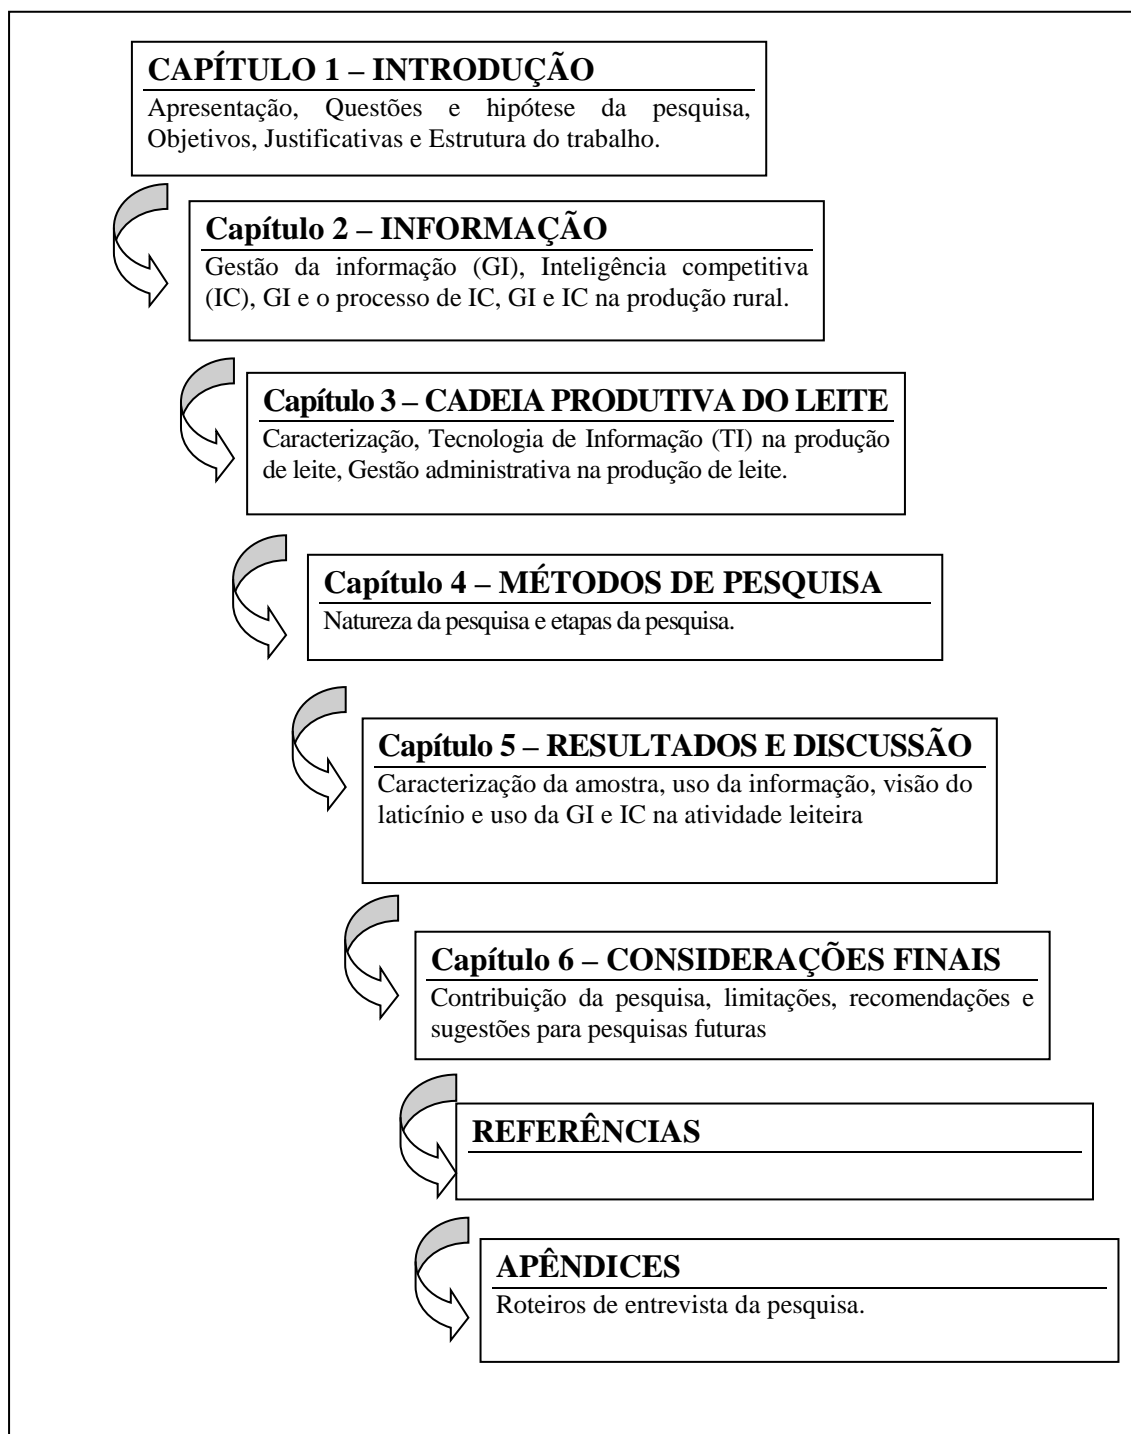 CAPÍTULO 1 – INTRODUÇÃO
Apresentação, Questões e hipótese da pesquisa,
Objetivos, Justificativas e Estrutura do trabalho.
Capítulo 2 – INFORMAÇÃO
Gestão da informação (GI), Inteligência competitiva
(IC), GI e o processo de IC, GI e IC na produção rural.
Capítulo 3 – CADEIA PRODUTIVA DO LEITE
Caracterização, Tecnologia de Informação (TI) na produção
de leite, Gestão administrativa na produção de leite.
Capítulo 4 – MÉTODOS DE PESQUISA
Natureza da pesquisa e etapas da pesquisa.
Capítulo 5 – RESULTADOS E DISCUSSÃO
Caracterização da amostra, uso da informação, visão do
laticínio e uso da GI e IC na atividade leiteira
Capítulo 6 – CONSIDERAÇÕES FINAIS
Contribuição da pesquisa, limitações, recomendações e
sugestões para pesquisas futuras
REFERÊNCIAS
APÊNDICES
Roteiros de entrevista da pesquisa.